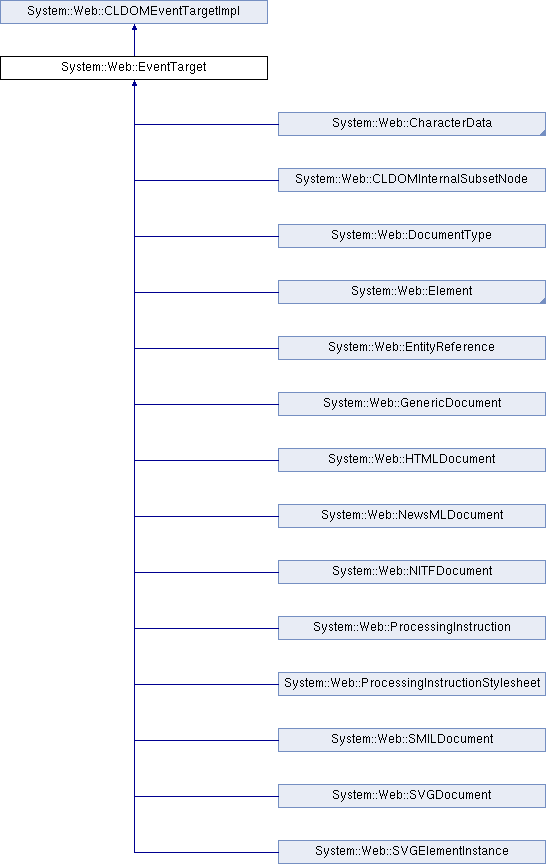 System::Web::CLDOMEventTargetImpl
System::Web::EventTarget
System::Web::CharacterData
System::Web::CLDOMInternalSubsetNode
System::Web::DocumentType
System::Web::Element
System::Web::EntityReference
System::Web::GenericDocument
System::Web::HTMLDocument
System::Web::NewsMLDocument
System::Web::NITFDocument
System::Web::ProcessingInstruction
System::Web::ProcessingInstructionStylesheet
System::Web::SMILDocument
System::Web::SVGDocument
System::Web::SVGElementInstance